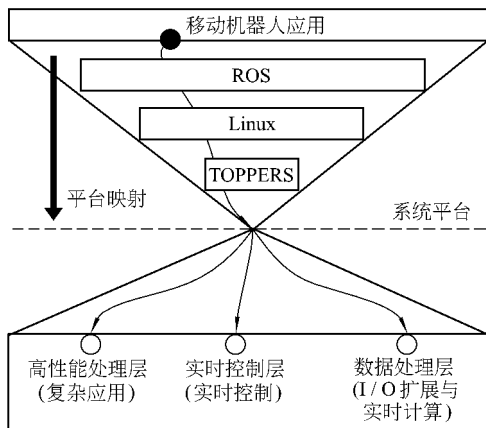 移动机器人应用
ROS
Linux
TOPPERS
平台映射
系统平台
高性能处理层
(复杂应用)
实时控制层
(实时控制)
数据处理层
(I/O扩展与
实时计算)